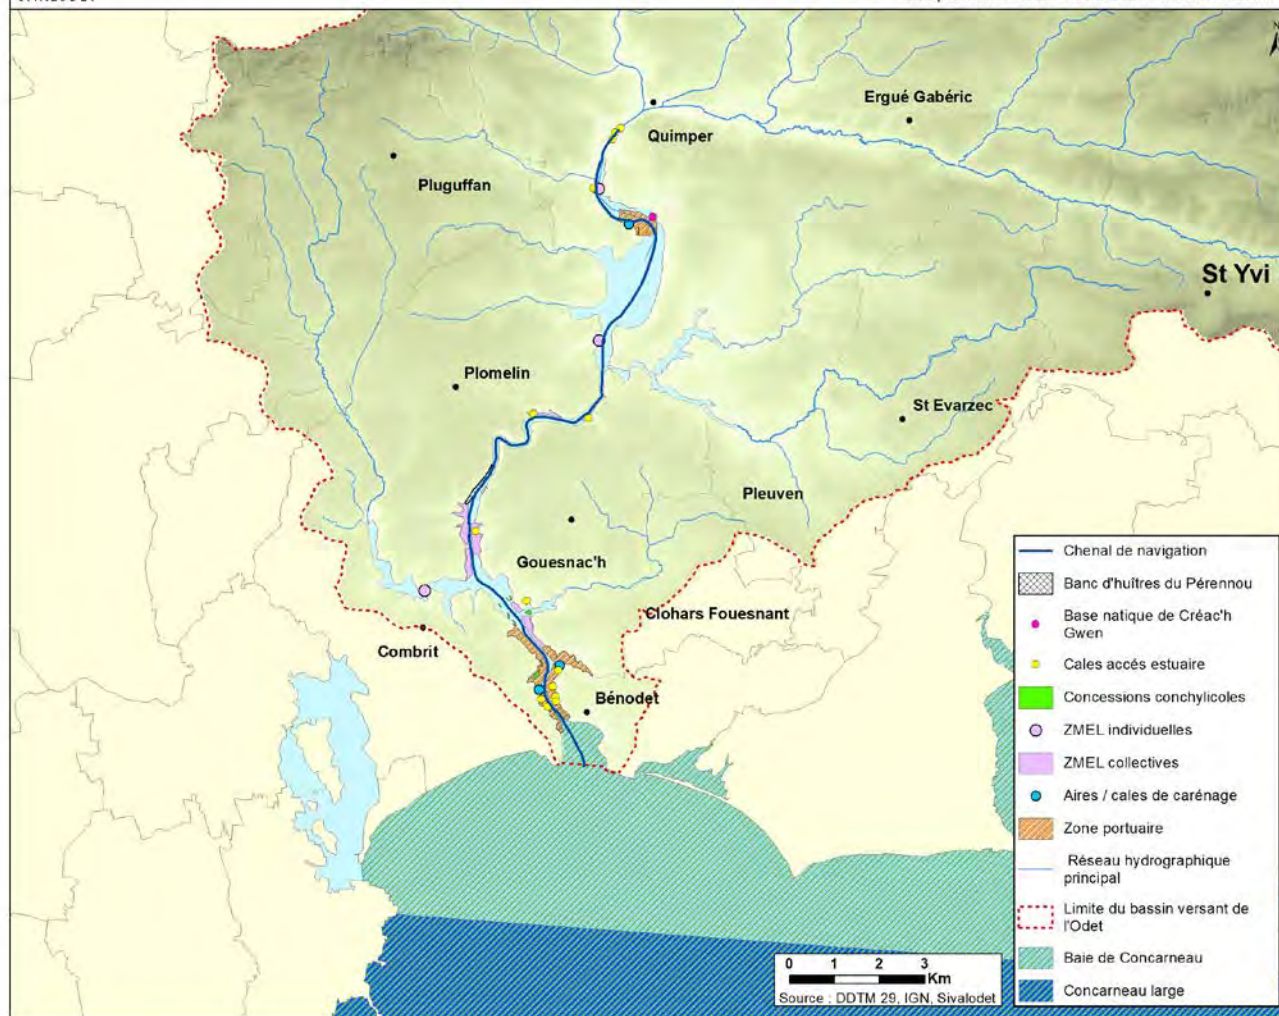 N
Ergué Gabéric
Quimper
Pluguffan
St Yvi
Plomelin
St Evarzec
Pleuven
Gouesnac'h
Clohars Fouesnant
Combrit
Bénodet
Chenal de navigation
Banc d'huîtres du Pérennou
Base natique de Créac'h
Gwen
Cales accés estuaire
Concessions conchylicoles
ZMEL individuelles
ZMEL collectives
Aires / cales de carénage
Zone portuaire
Réseau hydrographique
principal
Limite du bassin versant de
l'Odet
Baie de Concarneau
Concarneau large
0 1 2 3
Km
Source : DDTM 29, IGN, Sivalodet